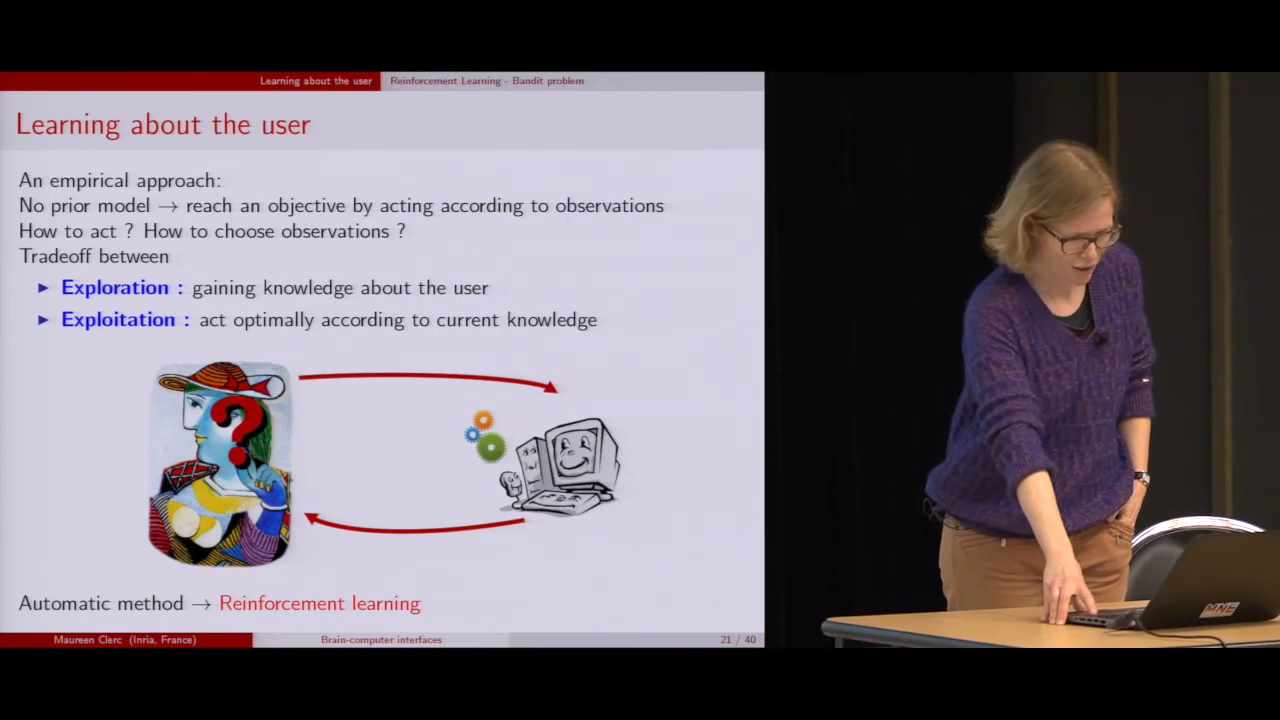 Learning about the user
Reinforcement Learning - Bandit problem
Learning about the user
An empirical approach:
No prior model → reach an objective by acting according to observations
How to act ? How to choose observations ?
Tradeoff between
► Exploration : gaining knowledge about the user
► Exploitation : act optimally according to current knowledge
?
Automatic method → Reinforcement learning
Maureen Clerc (Inria, France)
Brain-computer interfaces
21 / 40
MNE